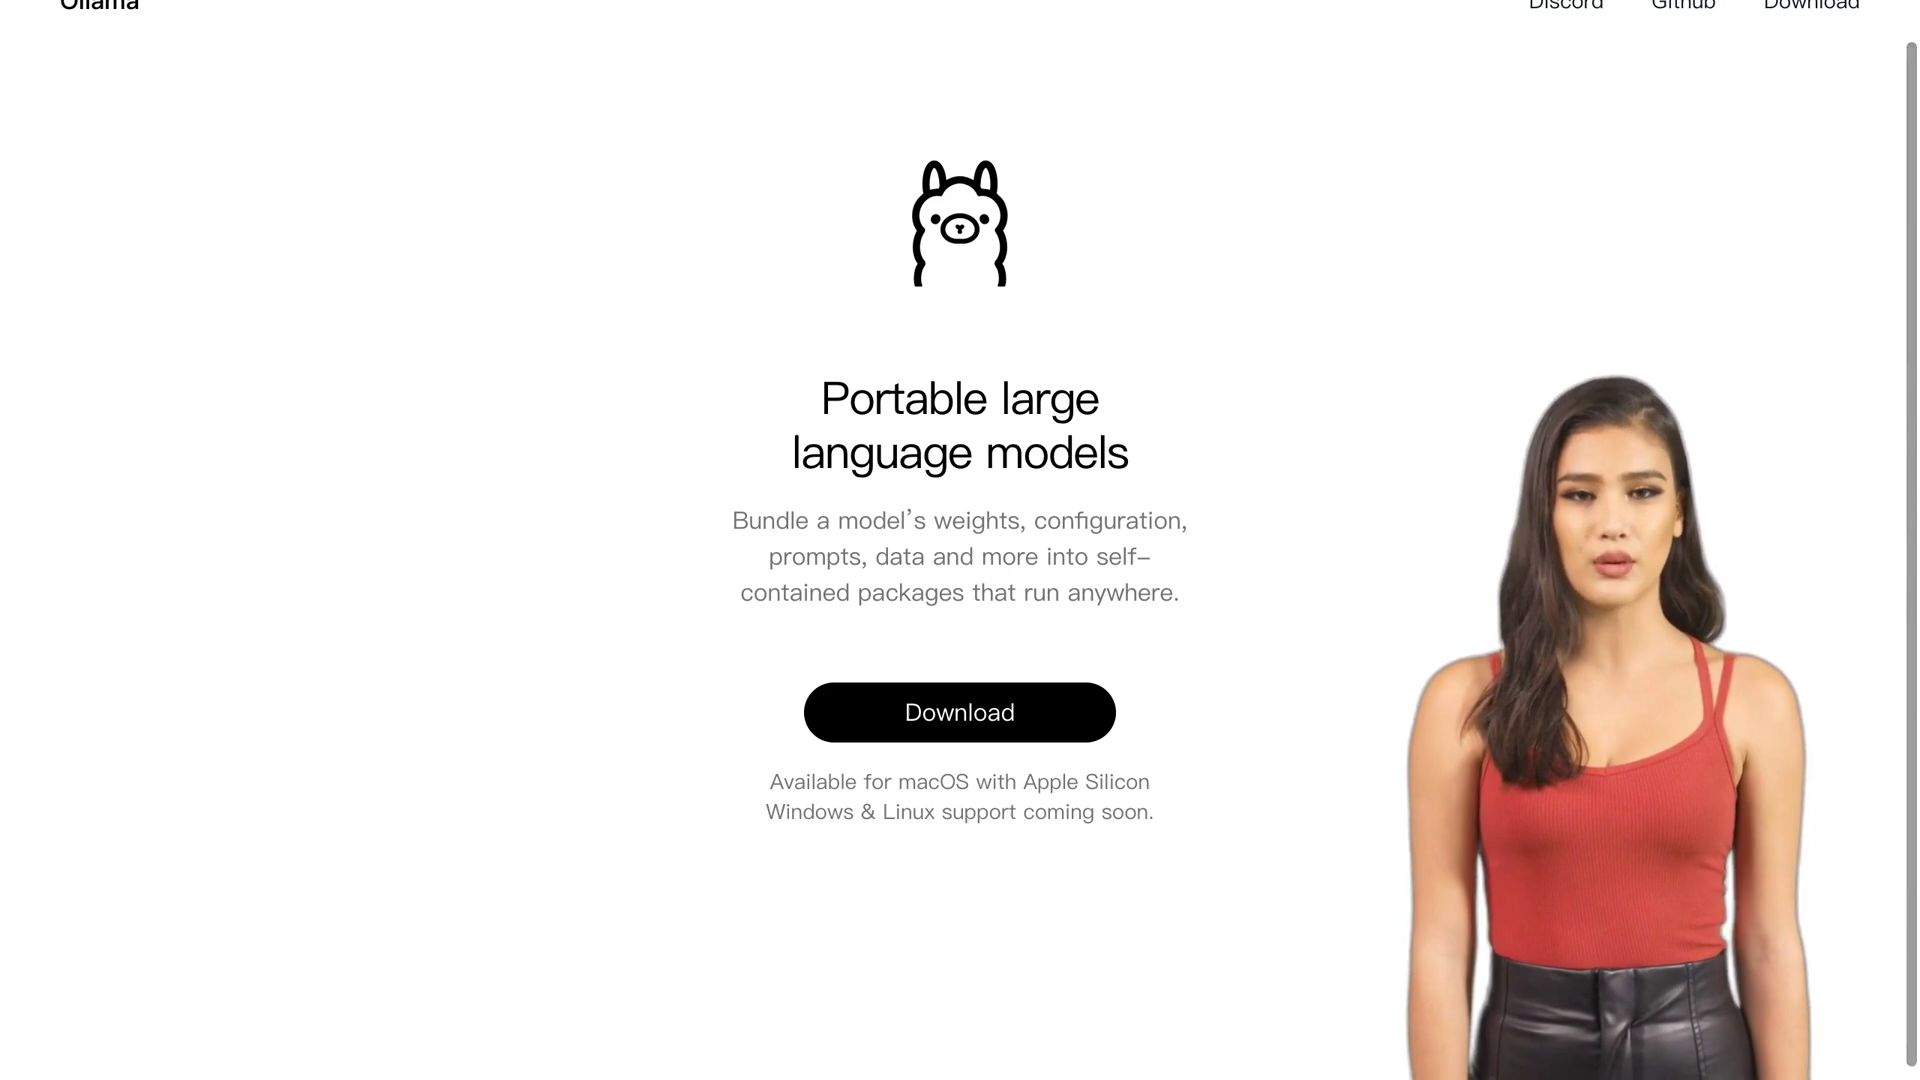 Ollama
Discord Github Download
Portable large
language models
Bundle a model’s weights, configuration,
prompts, data and more into self-
contained packages that run anywhere.
Download
Available for macOS with Apple Silicon
Windows & Linux support coming soon.